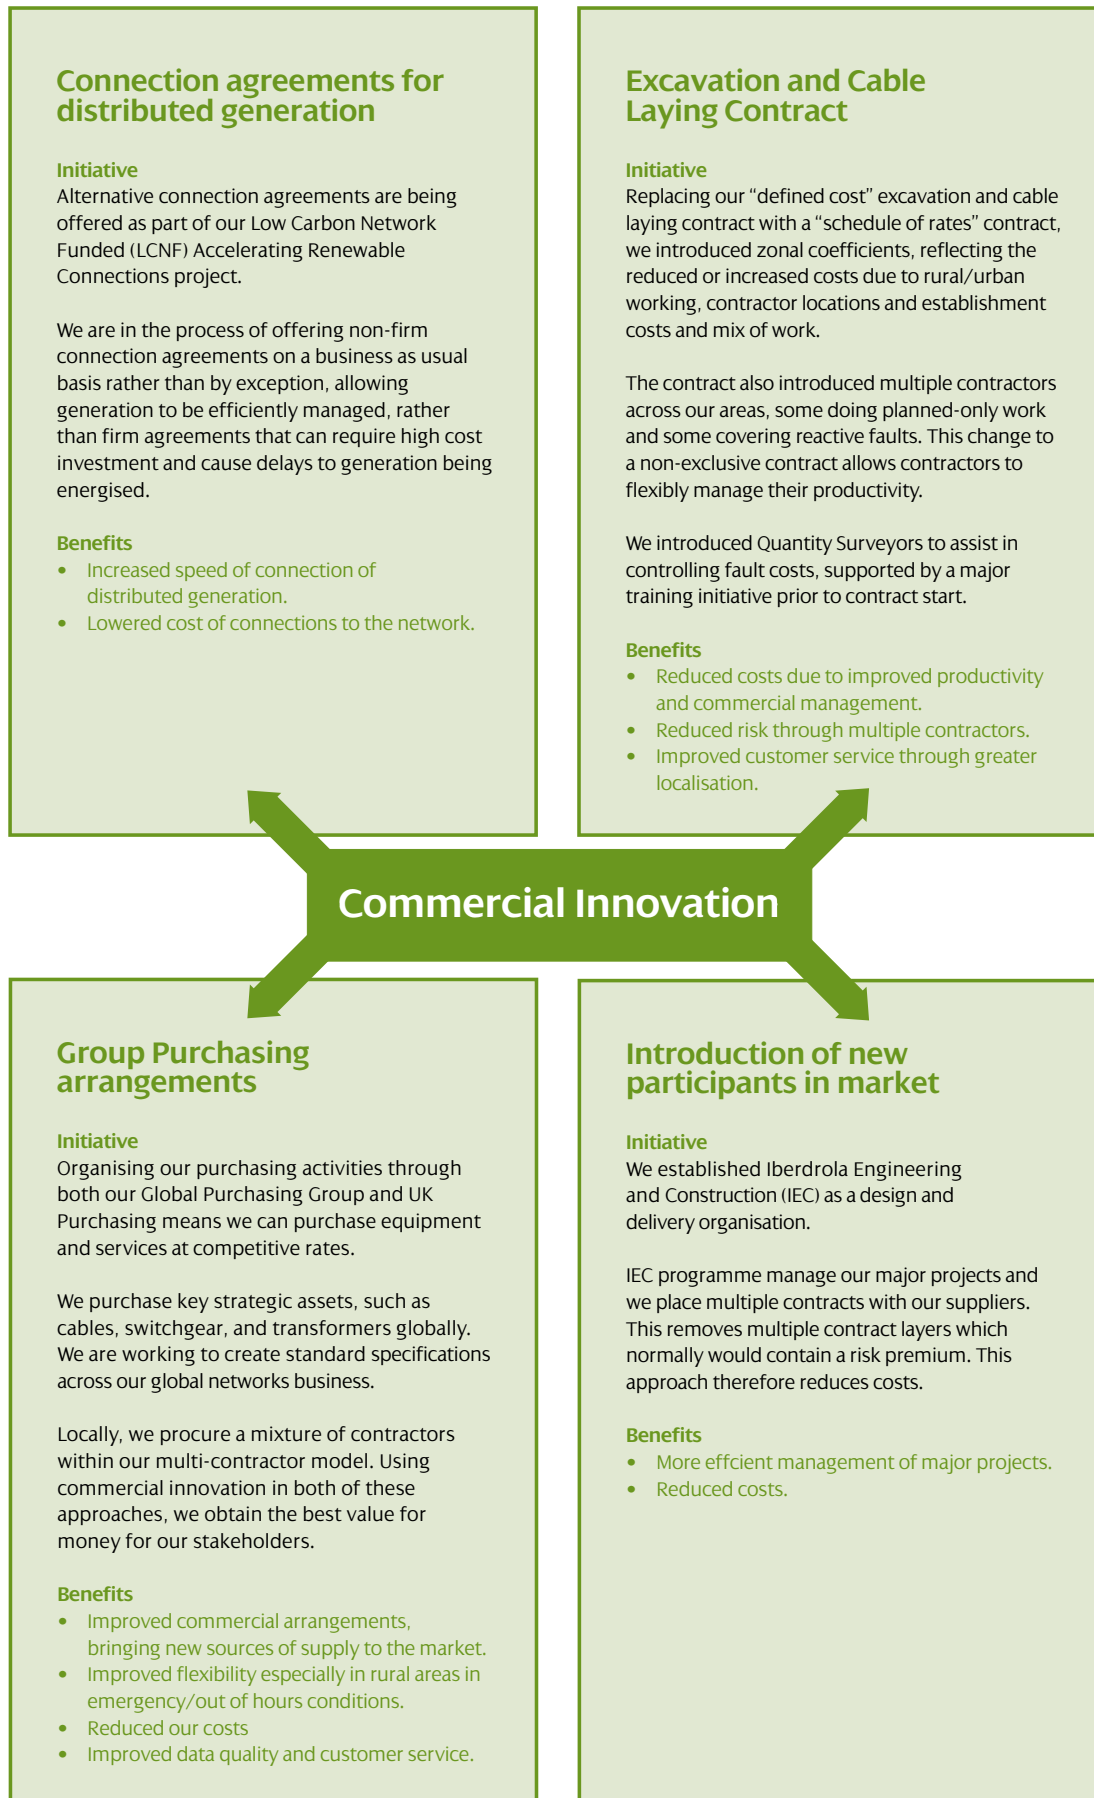 Connection agreements for
distributed generation
Initiative
Alternative connection agreements are being
offered as part of our Low Carbon Network
Funded (LCNF) Accelerating Renewable
Connections project.
We are in the process of offering non-firm
connection agreements on a business as usual
basis rather than by exception, allowing
generation to be efficiently managed, rather
than firm agreements that can require high cost
investment and cause delays to generation being
energised.
Benefits
• Increased speed of connection of
distributed generation.
• Lowered cost of connections to the network.
Excavation and Cable
Laying Contract
Initiative
Replacing our “defined cost” excavation and cable
laying contract with a “schedule of rates” contract,
we introduced zonal coefficients, reflecting the
reduced or increased costs due to rural/urban
working, contractor locations and establishment
costs and mix of work.
The contract also introduced multiple contractors
across our areas, some doing planned-only work
and some covering reactive faults. This change to
a non-exclusive contract allows contractors to
flexibly manage their productivity.
We introduced Quantity Surveyors to assist in
controlling fault costs, supported by a major
training initiative prior to contract start.
Benefits
• Reduced costs due to improved productivity
and commercial management.
• Reduced risk through multiple contractors.
• Improved customer service through greater
localisation.
Commercial Innovation
Group Purchasing
arrangements
Initiative
Organising our purchasing activities through
both our Global Purchasing Group and UK
Purchasing means we can purchase equipment
and services at competitive rates.
We purchase key strategic assets, such as
cables, switchgear, and transformers globally.
We are working to create standard specifications
across our global networks business.
Locally, we procure a mixture of contractors
within our multi-contractor model. Using
commercial innovation in both of these
approaches, we obtain the best value for
money for our stakeholders.
Benefits
• Improved commercial arrangements,
bringing new sources of supply to the market.
• Improved flexibility especially in rural areas in
emergency/out of hours conditions.
• Reduced our costs
• Improved data quality and customer service.
Introduction of new
participants in market
Initiative
We established Iberdrola Engineering
and Construction (IEC) as a design and
delivery organisation.
IEC programme manage our major projects and
we place multiple contracts with our suppliers.
This removes multiple contract layers which
normally would contain a risk premium. This
approach therefore reduces costs.
Benefits
• More effcient management of major projects.
• Reduced costs.